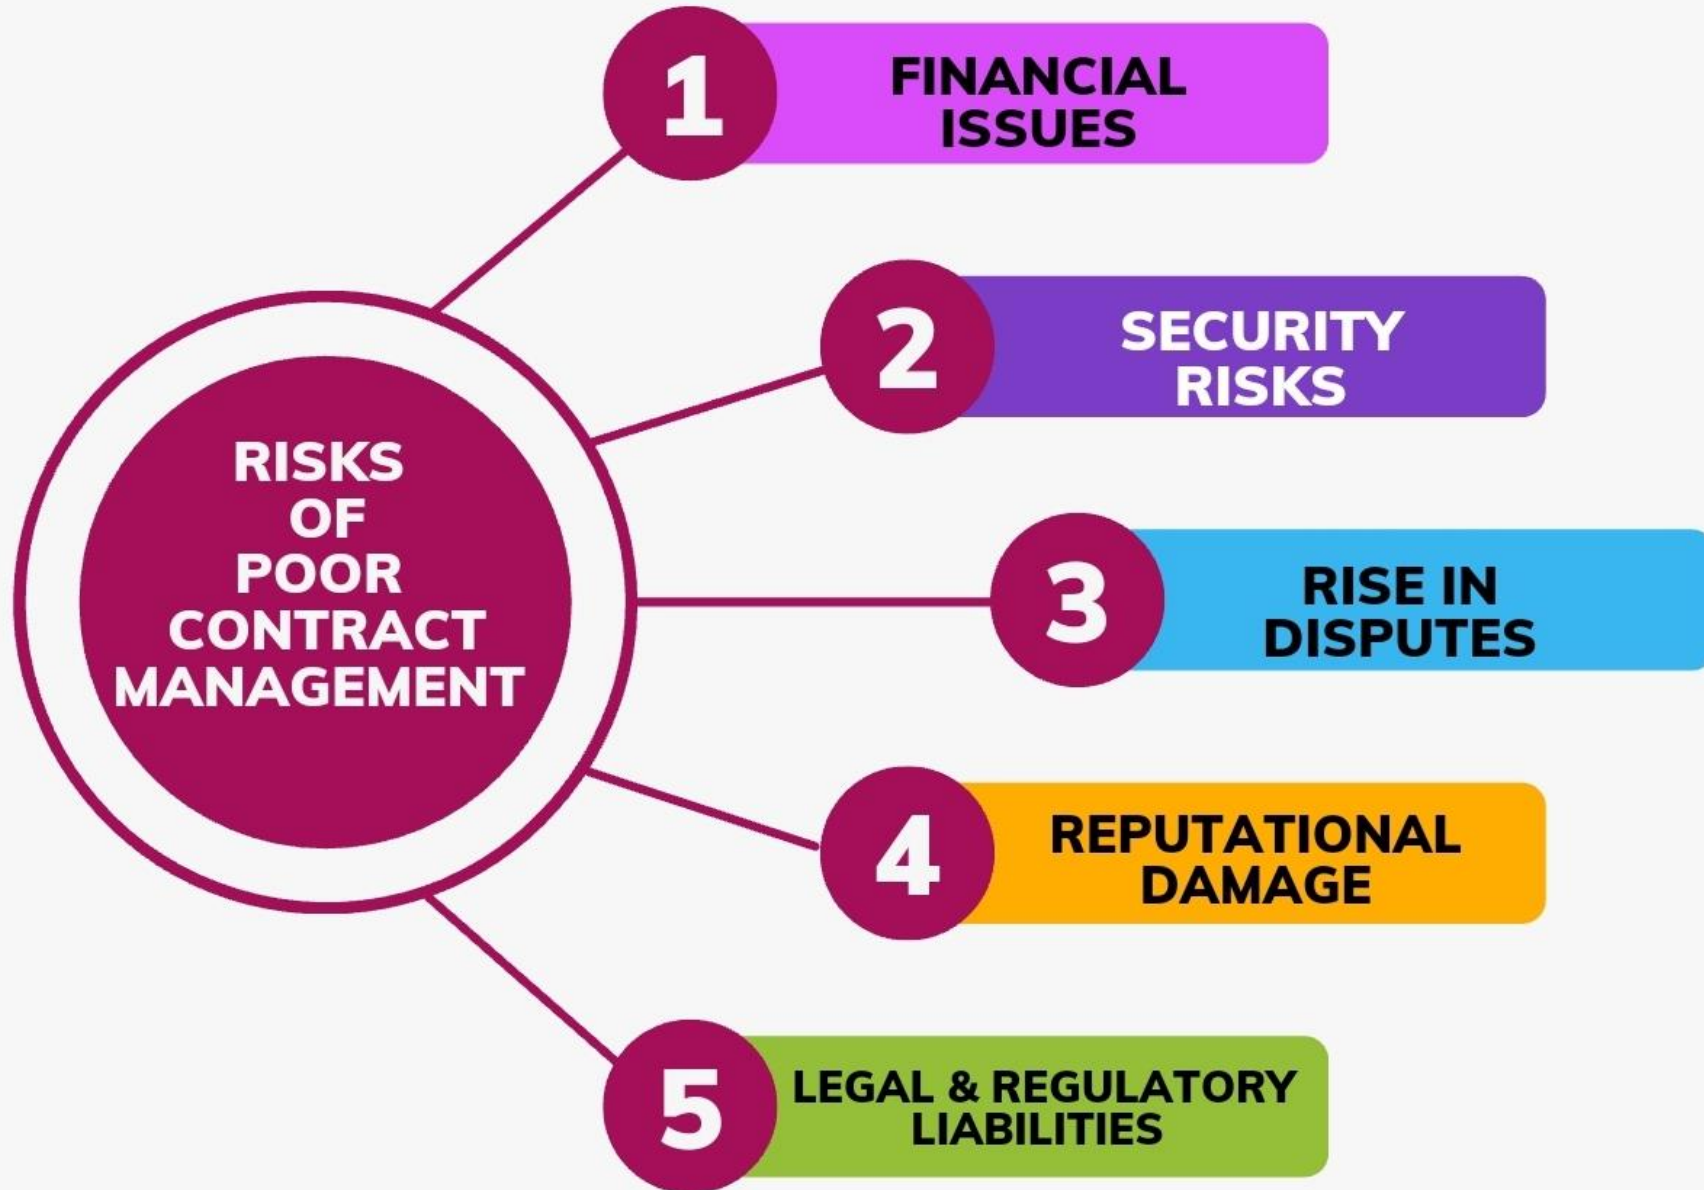 RISKS
OF
POOR
CONTRACT
MANAGEMENT
1
FINANCIAL
ISSUES
2
SECURITY
RISKS
3
RISE IN
DISPUTES
4
REPUTATIONAL
DAMAGE
5
LEGAL & REGULATORY
LIABILITIES